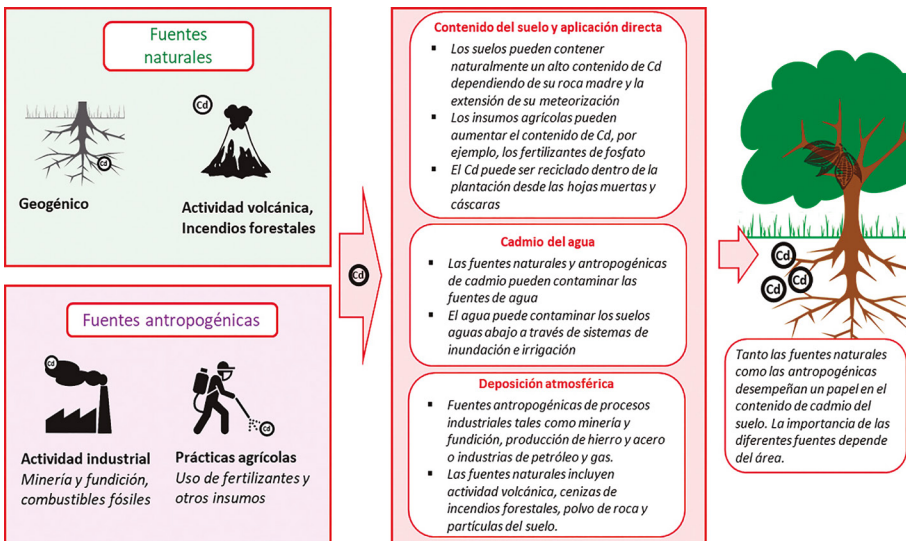 Fuentes
naturales
Cd
Cd
Geogénico
Actividad volcánica,
Incendios forestales
Fuentes antropogénicas
Cd
Cd
Actividad industrial
Minería y fundición,
combustibles fósiles
Prácticas agrícolas
Uso de fertilizantes y
otros insumos
Cd
Contenido del suelo y aplicación directa
▪ Los suelos pueden contener
naturalmente un alto contenido de Cd
dependiendo de su roca madre y la
extensión de su meteorización
▪ Los insumos agrícolas pueden
aumentar el contenido de Cd, por
ejemplo, los fertilizantes de fosfato
▪ El Cd puede ser reciclado dentro de la
plantación desde las hojas muertas y
cáscaras
Cadmio del agua
▪ Las fuentes naturales y antropogénicas
de cadmio pueden contaminar las
fuentes de agua
▪ El agua puede contaminar los suelos
aguas abajo a través de sistemas de
inundación e irrigación
Deposición atmosférica
▪ Fuentes antropogénicas de procesos
industriales tales como minería y
fundición, producción de hierro y acero
o industrias de petróleo y gas.
▪ Las fuentes naturales incluyen
actividad volcánica, cenizas de
incendios forestales, polvo de roca y
partículas del suelo.
Cd
Cd
Cd
Tanto las fuentes naturales
como las antropogénicas
desempeñan un papel en el
contenido de cadmio del
suelo. La importancia de las
diferentes fuentes depende
del área.